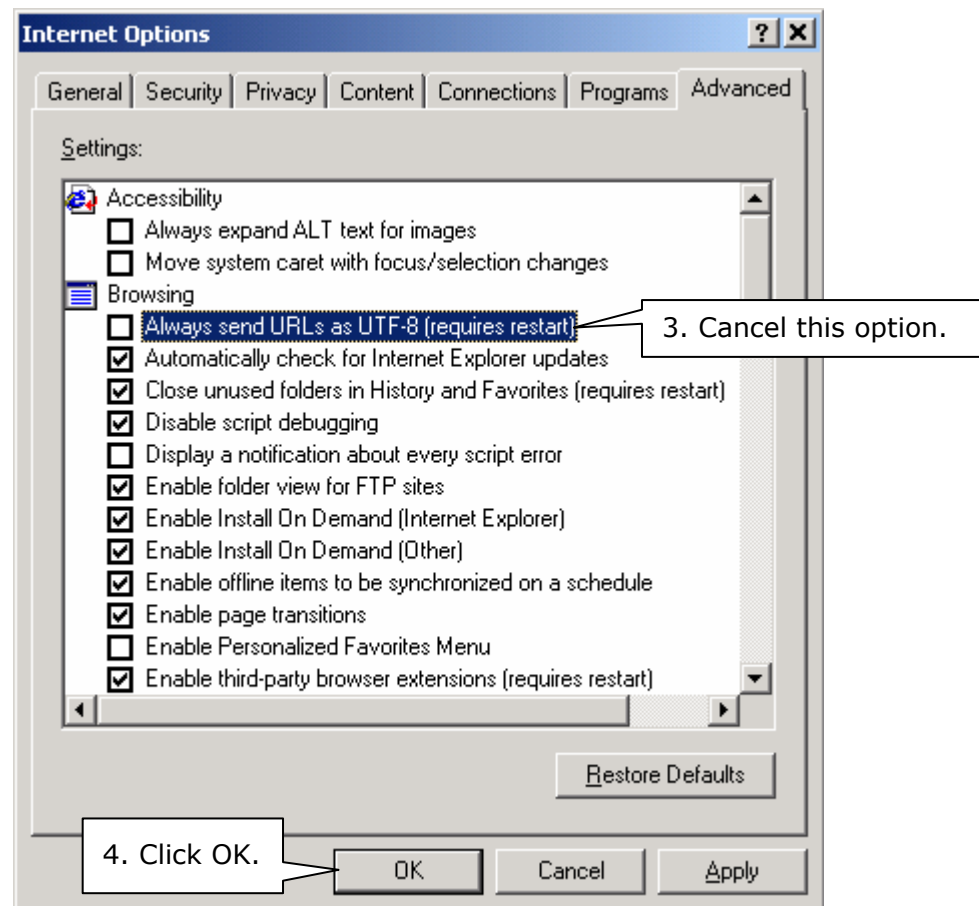 Internet Options
General Security Privacy Content Connections Programs Advanced
Settings:
Accessibility
Always expand ALT text for images
Move system caret with focus/selection changes
Browsing
Always send URLs as UTF-8 (requires restart)
3. Cancel this option.
Automatically check for Internet Explorer updates
Close unused folders in History and Favorites (requires restart)
Disable script debugging
Display a notification about every script error
Enable folder view for FTP sites
Enable Install On Demand (Internet Explorer)
Enable Install On Demand (Other)
Enable offline items to be synchronized on a schedule
Enable page transitions
Enable Personalized Favorites Menu
Enable third-party browser extensions (requires restart)
Restore Defaults
4. Click OK.
OK Cancel Apply